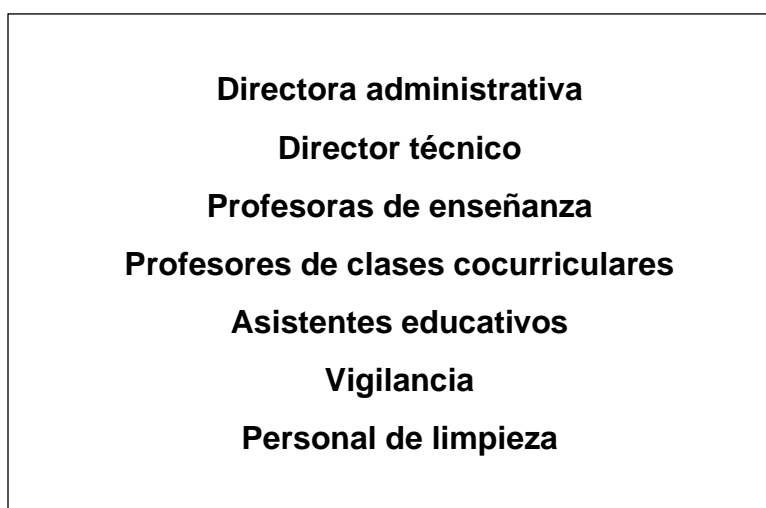 Directora administrativa
Director técnico
Profesoras de enseñanza
Profesores de clases cocurriculares
Asistentes educativos
Vigilancia
Personal de limpieza